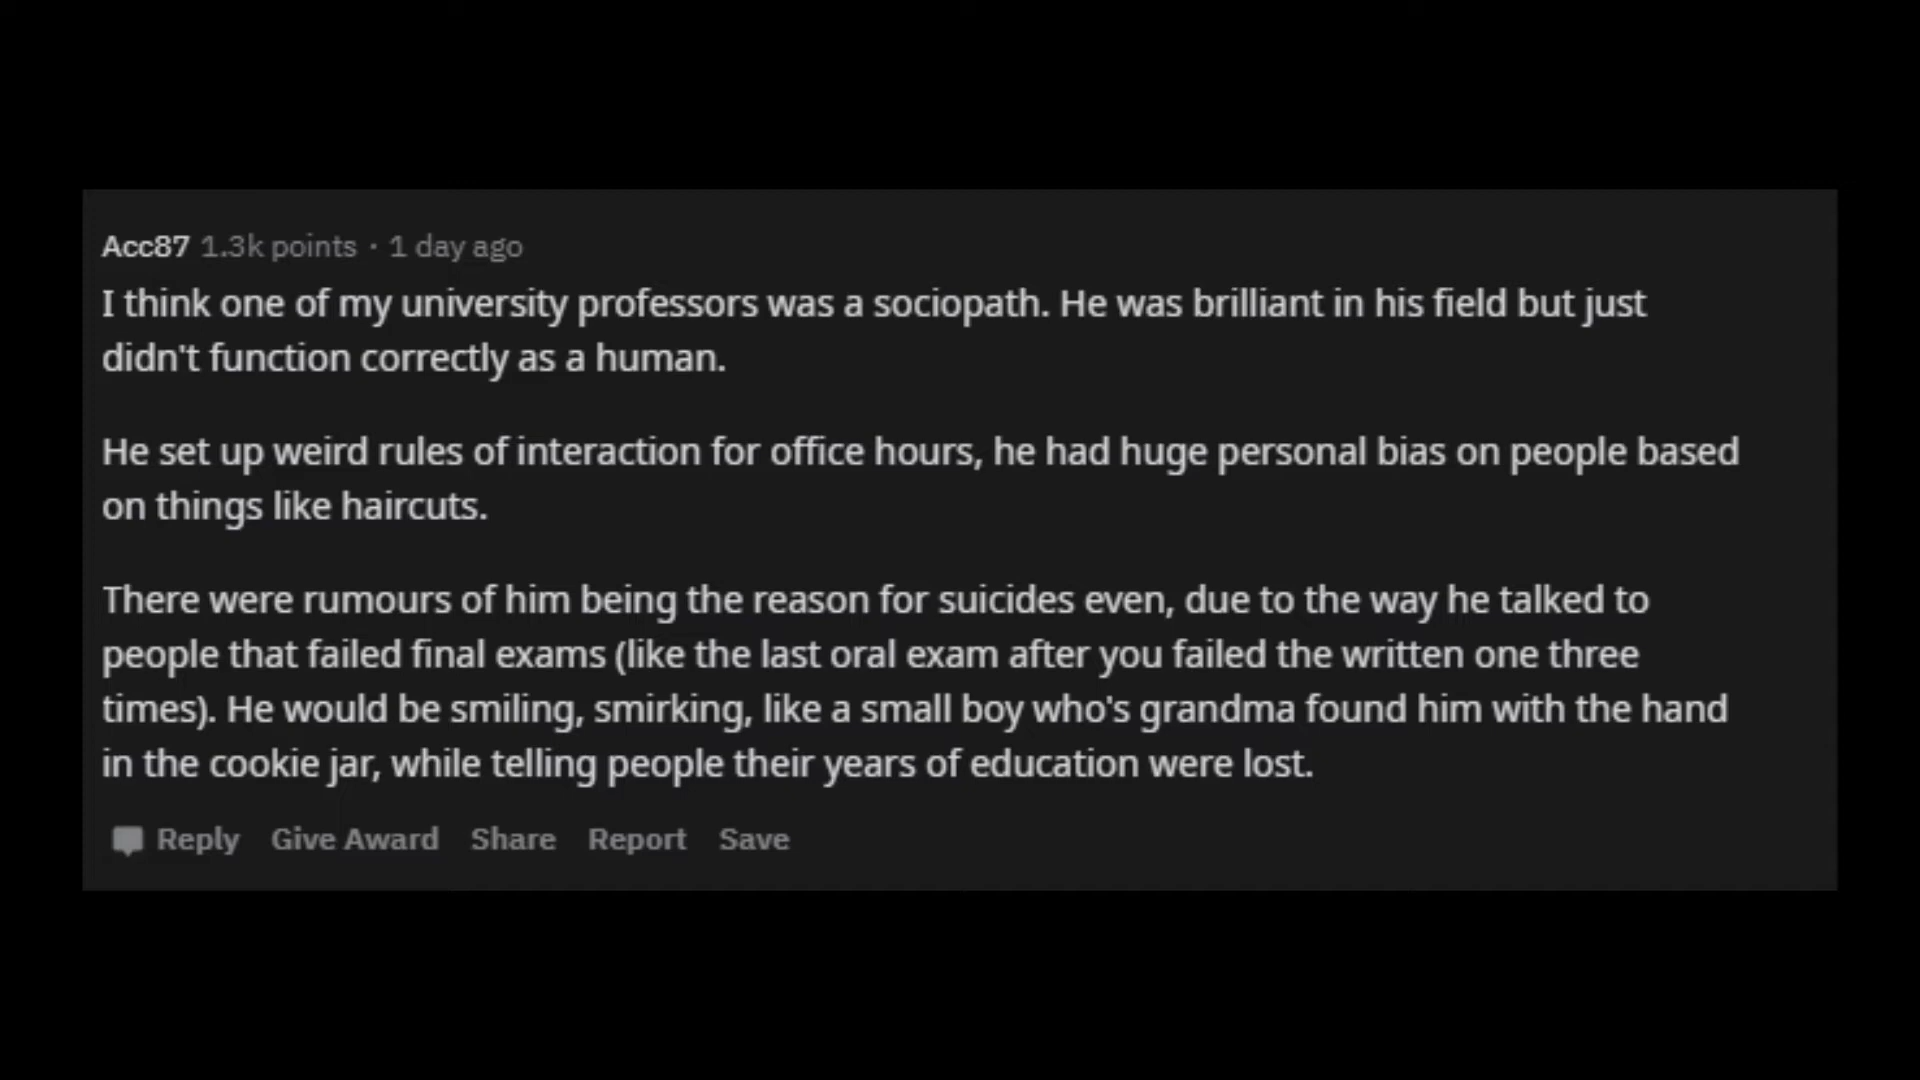 Acc87 1.3k points · 1 day ago
I think one of my university professors was a sociopath. He was brilliant in his field but just
didn't function correctly as a human.
He set up weird rules of interaction for office hours, he had huge personal bias on people based
on things like haircuts.
There were rumours of him being the reason for suicides even, due to the way he talked to
people that failed final exams (like the last oral exam after you failed the written one three
times). He would be smiling, smirking, like a small boy who's grandma found him with the hand
in the cookie jar, while telling people their years of education were lost.
Reply Give Award Share Report Save